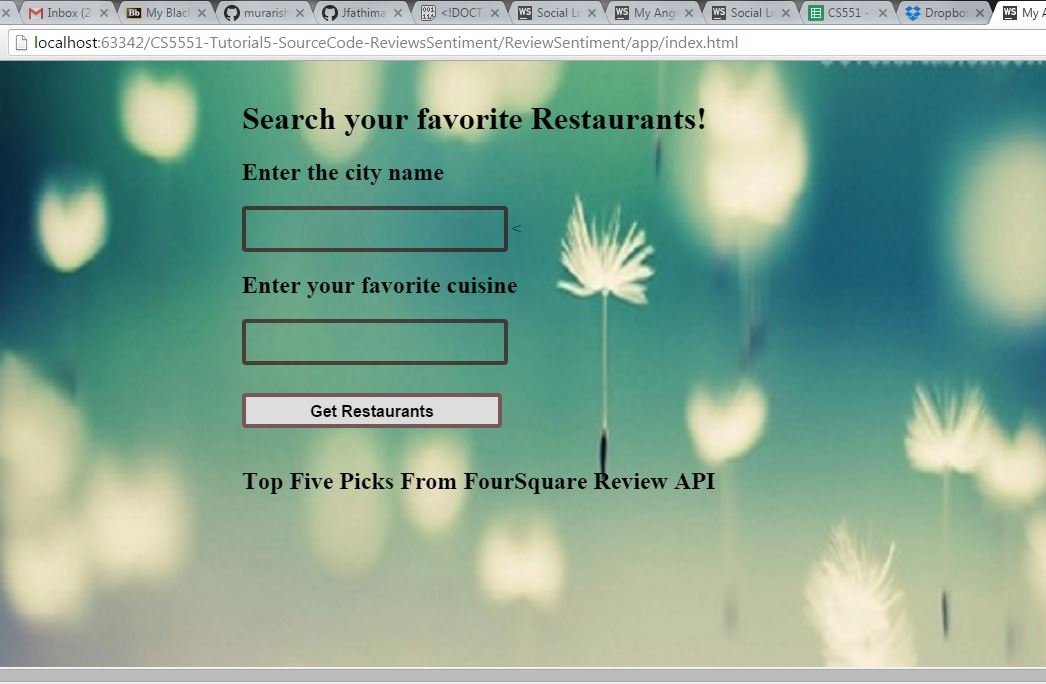 Inbox (2
My Blac
murarish
Jfathima
<!DOCT
Social Lo
My Ang
Social Lo
CS551 -
Dropbo
My A
localhost:63342/CS5551-Tutorial5-SourceCode-ReviewsSentiment/ReviewSentiment/app/index.html
Search your favorite Restaurants!
Enter the city name
<
Enter your favorite cuisine
Get Restaurants
Top Five Picks From FourSquare Review API